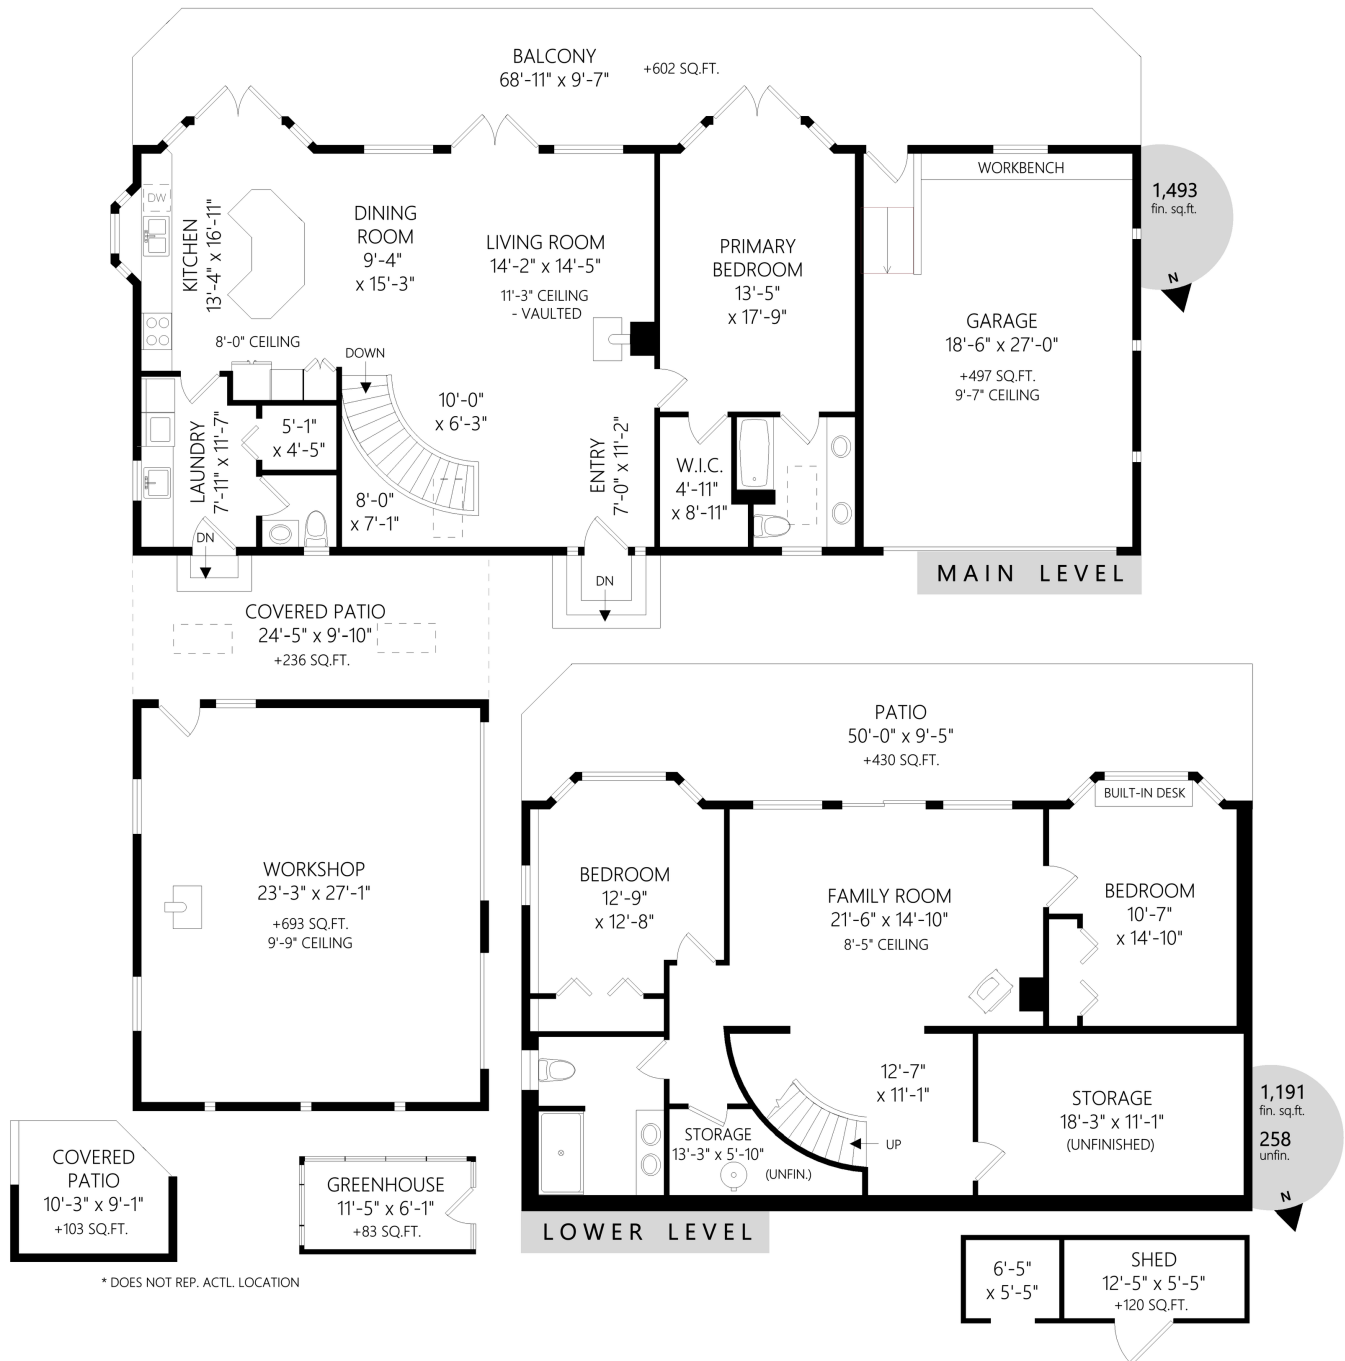 BALCONY
68'-11" x 9'-7"
+602 SQ.FT.
WORKBENCH
1,493
fin. sq.ft.
N
DW
KITCHEN
13'-4" x 16'-11"
DINING
ROOM
9'-4"
x 15'-3"
LIVING ROOM
14'-2" x 14'-5"
11'-3" CEILING
- VAULTED
PRIMARY
BEDROOM
13'-5"
x 17'-9"
GARAGE
18'-6" x 27'-0"
+497 SQ.FT.
9'-7" CEILING
8'-0" CEILING
DOWN
10'-0"
x 6'-3"
5'-1"
x 4'-5"
LAUNDRY
7'-11" x 11'-7"
ENTRY
7'-0" x 11'-2"
W.I.C.
4'-11"
x 8'-11"
8'-0"
x 7'-1"
DN
DN
MAIN LEVEL
COVERED PATIO
24'-5" x 9'-10"
+236 SQ.FT.
WORKSHOP
23'-3" x 27'-1"
+693 SQ.FT.
9'-9" CEILING
PATIO
50'-0" x 9'-5"
+430 SQ.FT.
BUILT-IN DESK
BEDROOM
12'-9"
x 12'-8"
FAMILY ROOM
21'-6" x 14'-10"
8'-5" CEILING
BEDROOM
10'-7"
x 14'-10"
12'-7"
x 11'-1"
STORAGE
18'-3" x 11'-1"
(UNFINISHED)
UP
STORAGE
13'-3" x 5'-10"
(UNFIN.)
1,191
fin. sq.ft.
258
unfin.
N
LOWER LEVEL
COVERED
PATIO
10'-3" x 9'-1"
+103 SQ.FT.
GREENHOUSE
11'-5" x 6'-1"
+83 SQ.FT.
* DOES NOT REP. ACTL. LOCATION
6'-5"
x 5'-5"
SHED
12'-5" x 5'-5"
+120 SQ.FT.